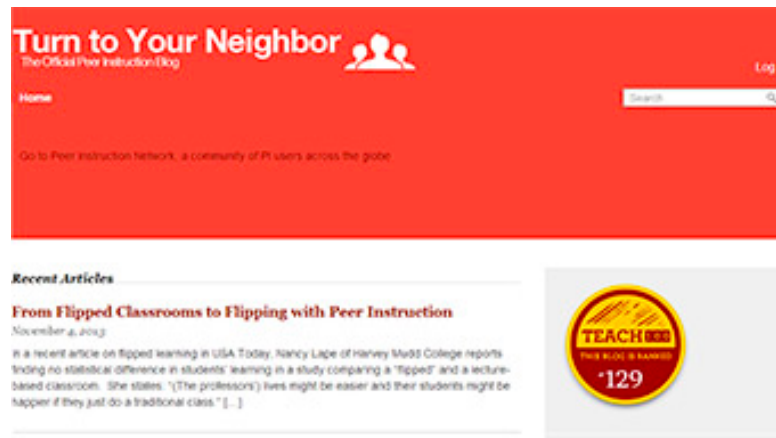 Turn to Your Neighbor
The Official Peer Instruction Blog
Log
Home
Search
Go to Peer Instruction Network, a community of PI users across the globe
Recent Articles
From Flipped Classrooms to Flipping with Peer Instruction
November 4, 2013
In a recent article on flipped learning in USA Today, Nancy Lape of Harvey Mudd College reports
finding no statistical difference in students' learning in a study comparing a "flipped" and a lecture-
based classroom. She states: "(The professors') lives might be easier and their students might be
happier if they just do a traditional class." [...]
TEACH100
THIS BLOG IS RANKED
#129